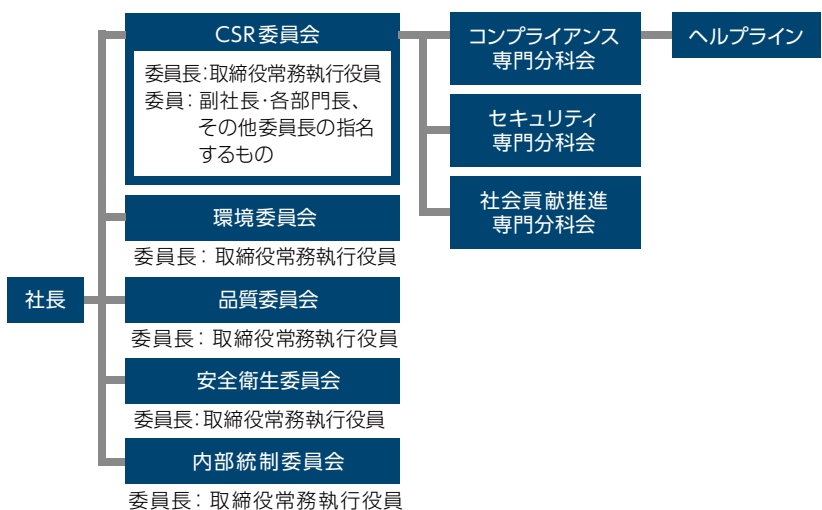 CSR委員会
委員長:取締役常務執行役員
委員: 副社長・各部門長、
その他委員長の指名
するもの
コンプライアンス
専門分科会
ヘルプライン
セキュリティ
専門分科会
社会貢献推進
専門分科会
環境委員会
委員長: 取締役常務執行役員
社長
品質委員会
委員長: 取締役常務執行役員
安全衛生委員会
委員長:取締役常務執行役員
内部統制委員会
委員長: 取締役常務執行役員